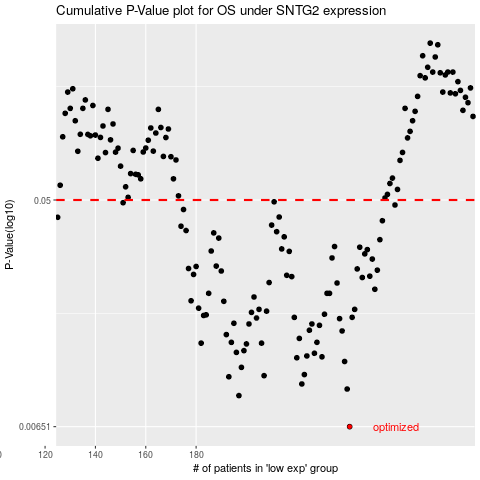 Cumulative P-Value plot for OS under SNTG2 expression
P-Value(log10)
0.05
0.00651
optimized
0 120 140 160 180
# of patients in 'low exp' group